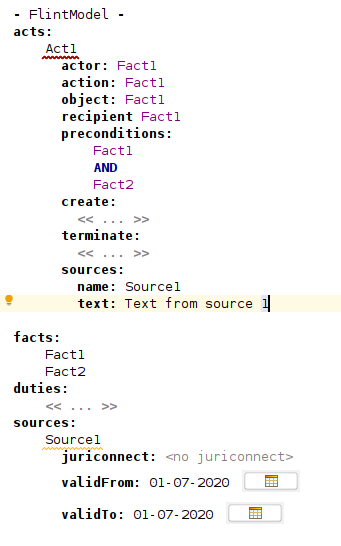 - FlintModel -
acts:
Act1
actor: Fact1
action: Fact1
object: Fact1
recipient Fact1
preconditions:
Fact1
AND
Fact2
create:
<< ... >>
terminate:
<< ... >>
sources:
name: Source1
text: Text from source 1
facts:
Fact1
Fact2
duties:
<< ... >>
sources:
Source1
juriconnect: <no juriconnect>
validFrom: 01-07-2020
validTo: 01-07-2020